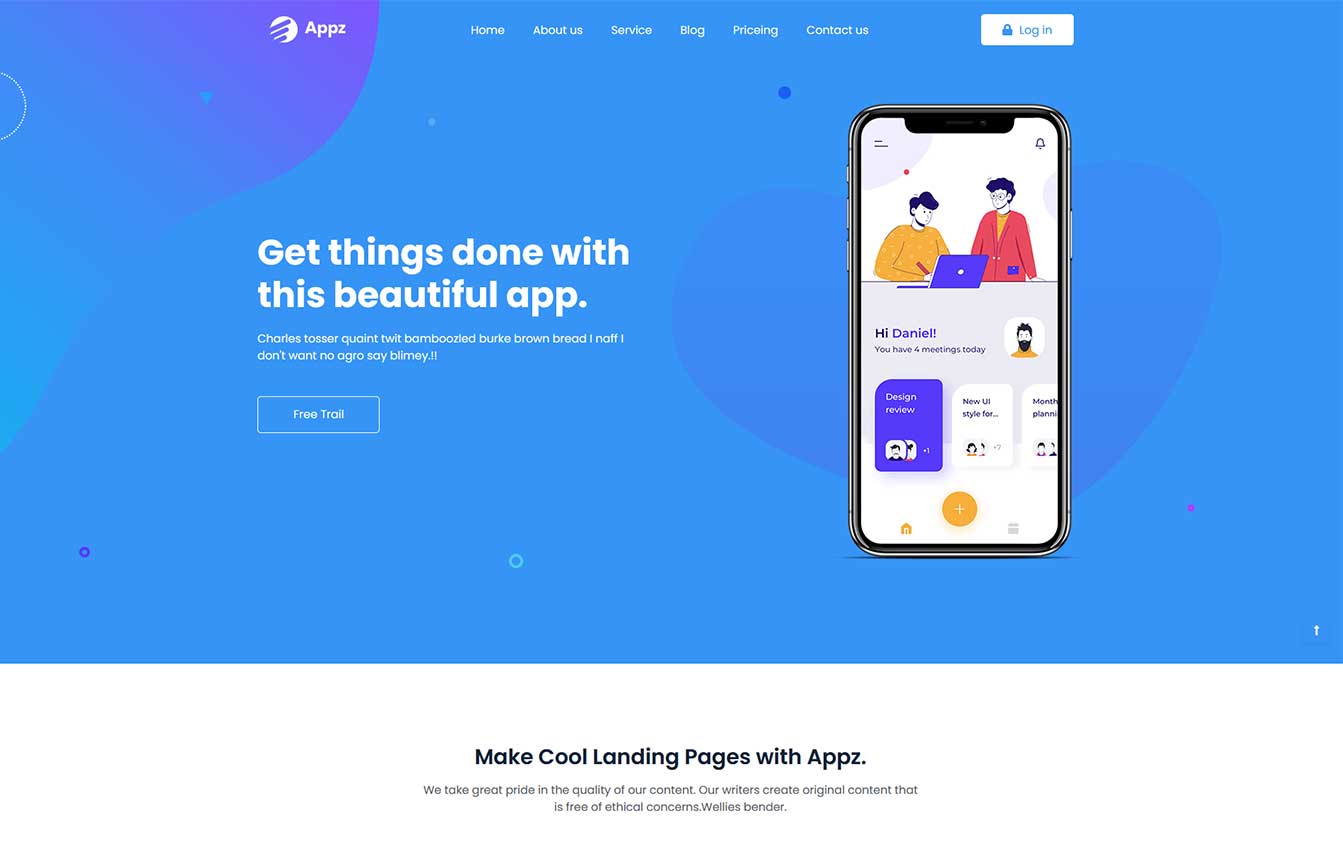 Appz
Home
About us
Service
Blog
Priceing
Contact us
Log in
Get things done with
this beautiful app.
Charles tosser quaint twit bamboozled burke brown bread I naff I
don't want no agro say blimey.!!
Free Trail
Hi Daniel!
You have 4 meetings today
Design
review
+1
New UI
style for...
+7
Month
planni
Make Cool Landing Pages with Appz.
We take great pride in the quality of our content. Our writers create original content that
is free of ethical concerns.Wellies bender.